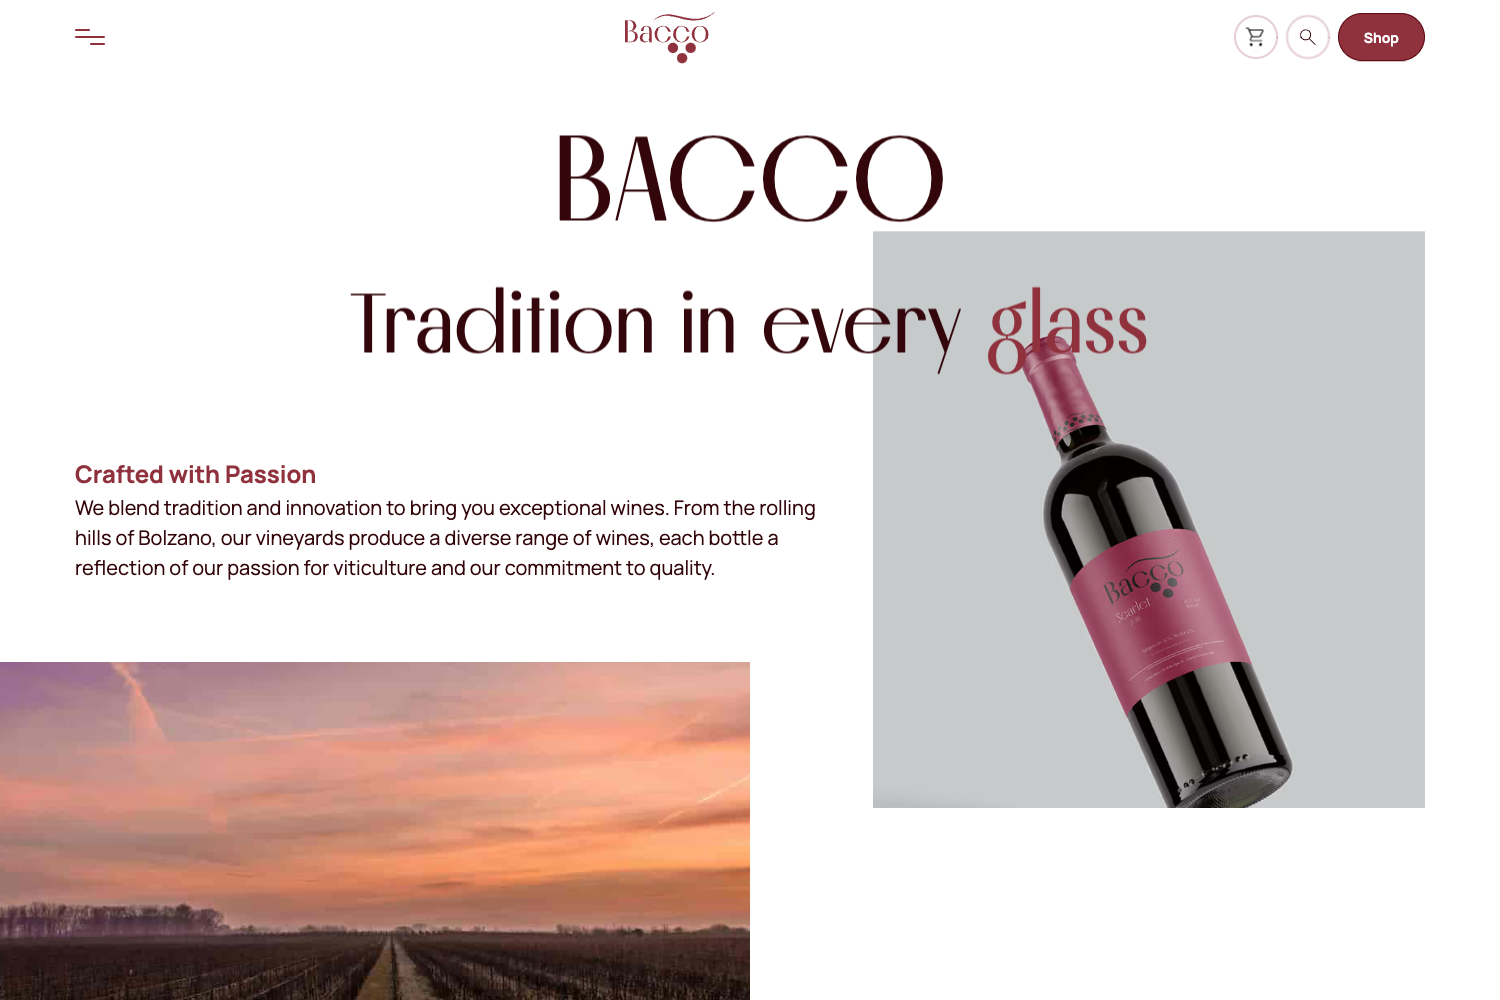 Bacco
Shop
BACCO
Tradition in every glass
Crafted with Passion
We blend tradition and innovation to bring you exceptional wines. From the rolling
hills of Bolzano, our vineyards produce a diverse range of wines, each bottle a
reflection of our passion for viticulture and our commitment to quality.
Bacco
Scarlet